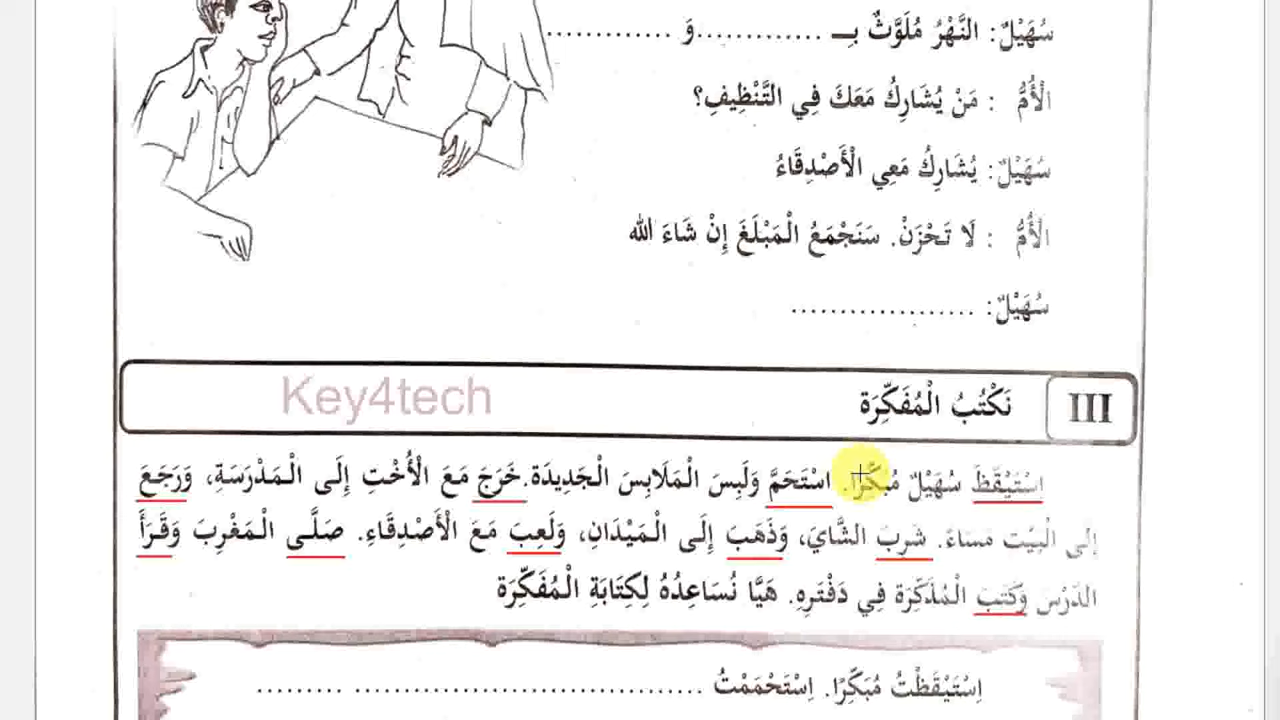 سُهَيْلٌ: النَّهْرُ مُلَوَّثٌ بِـ .............وَ .............
الْأُمُّ : مَنْ يُشَارِكُ مَعَكَ فِي التَّنْظِيفِ؟
سُهَيْلٌ: يُشَارِكُ مَعِي الْأَصْدِقَاءُ
الْأُمُّ : لَا تَحْزَنْ. سَنَجْمَعُ الْمَبْلَغَ إِنْ شَاءَ الله
سُهَيْلٌ: ...................
III نَكْتُبُ الْمُفَكِّرَة
Key4tech
اِسْتَيْقَظَ سُهَيْلٌ مُبَكِّرًا. اسْتَحَمَّ وَلَبِسَ الْمَلَابِسَ الْجَدِيدَة.خَرَجَ مَعَ الْأُخْتِ إِلَى الْمَدْرَسَةِ، وَرَجَعَ
إِلَى الْبَيْت مَسَاءً. شَرِبَ الشَّايَ، وَذَهَبَ إِلَى الْمَيْدَانِ، وَلَعِبَ مَعَ الْأَصْدِقَاءِ. صَلَّى الْمَغْرِبَ وَقَرَأَ
الدَّرْسَ وَكَتَبَ الْمُذَكِّرَة فِي دَفْتَرِهِ. هَيَّا نُسَاعِدُهُ لِكِتَابَةِ الْمُفَكِّرَة
اِسْتَيْقَظْتُ مُبَكِّرًا. اِسْتَحْمَمْتُ ........................................ .........